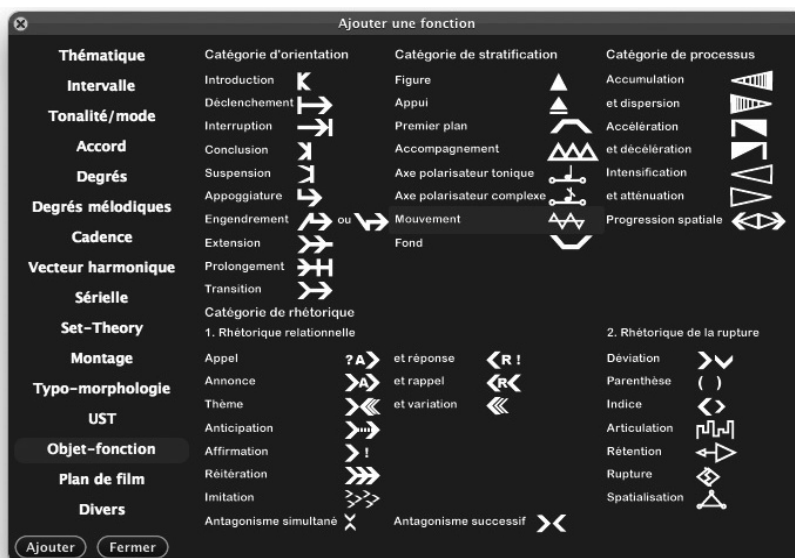 Ajouter une fonction
Thématique
Intervalle
Tonalité/mode
Accord
Degrés
Degrés mélodiques
Cadence
Vecteur harmonique
Sérielle
Set-Theory
Montage
Typo-morphologie
UST
Objet-fonction
Plan de film
Divers
Ajouter
Fermer
Catégorie d'orientation
Introduction
Déclenchement
Interruption
Conclusion
Suspension
Appoggiature
Engendrement ou
Extension
Prolongement
Transition
Catégorie de stratification
Figure
Appui
Premier plan
Accompagnement
Axe polarisateur tonique
Axe polarisateur complexe
Mouvement
Fond
Catégorie de processus
Accumulation
et dispersion
Accélération
et décélération
Intensification
et atténuation
Progression spatiale
Catégorie de rhétorique
1. Rhétorique relationnelle
Appel ?A et réponse R !
Annonce A et rappel R
Thème et variation
Anticipation
Affirmation !
Réitération
Imitation
Antagonisme simultané Antagonisme successif
2. Rhétorique de la rupture
Déviation
Parenthèse ( )
Indice
Articulation
Rétention
Rupture
Spatialisation